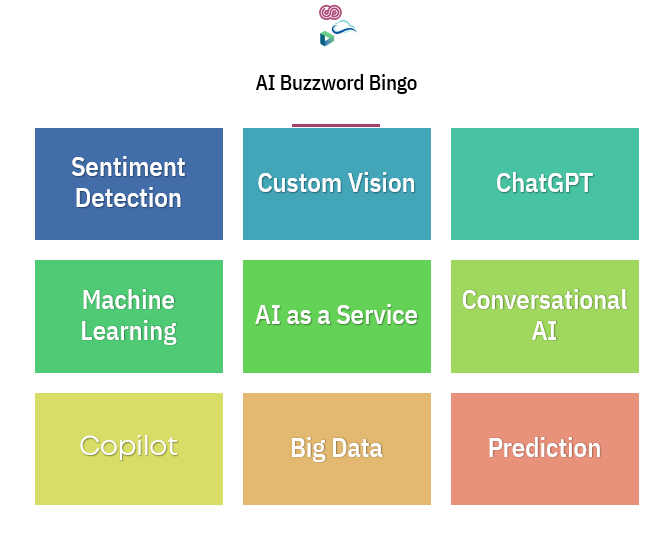 AI Buzzword Bingo
Sentiment
Detection
Custom Vision
ChatGPT
Machine
Learning
AI as a Service
Conversational
AI
Copilot
Big Data
Prediction